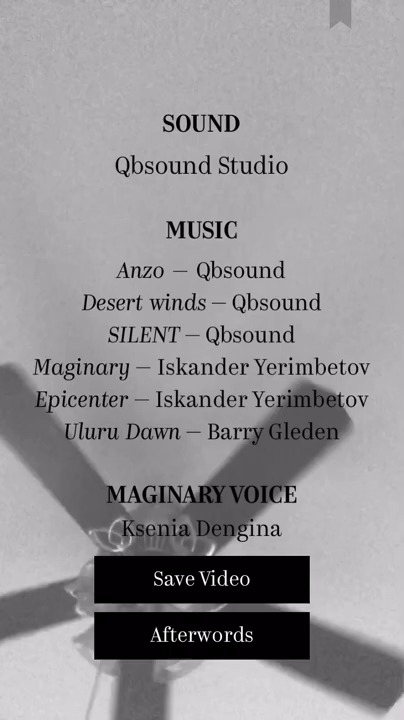 SOUND
Qbsound Studio
MUSIC
Anzo — Qbsound
Desert winds — Qbsound
SILENT — Qbsound
Maginary — Iskander Yerimbetov
Epicenter — Iskander Yerimbetov
Uluru Dawn — Barry Gleden
MAGINARY VOICE
Ksenia Dengina
Save Video
Afterwords